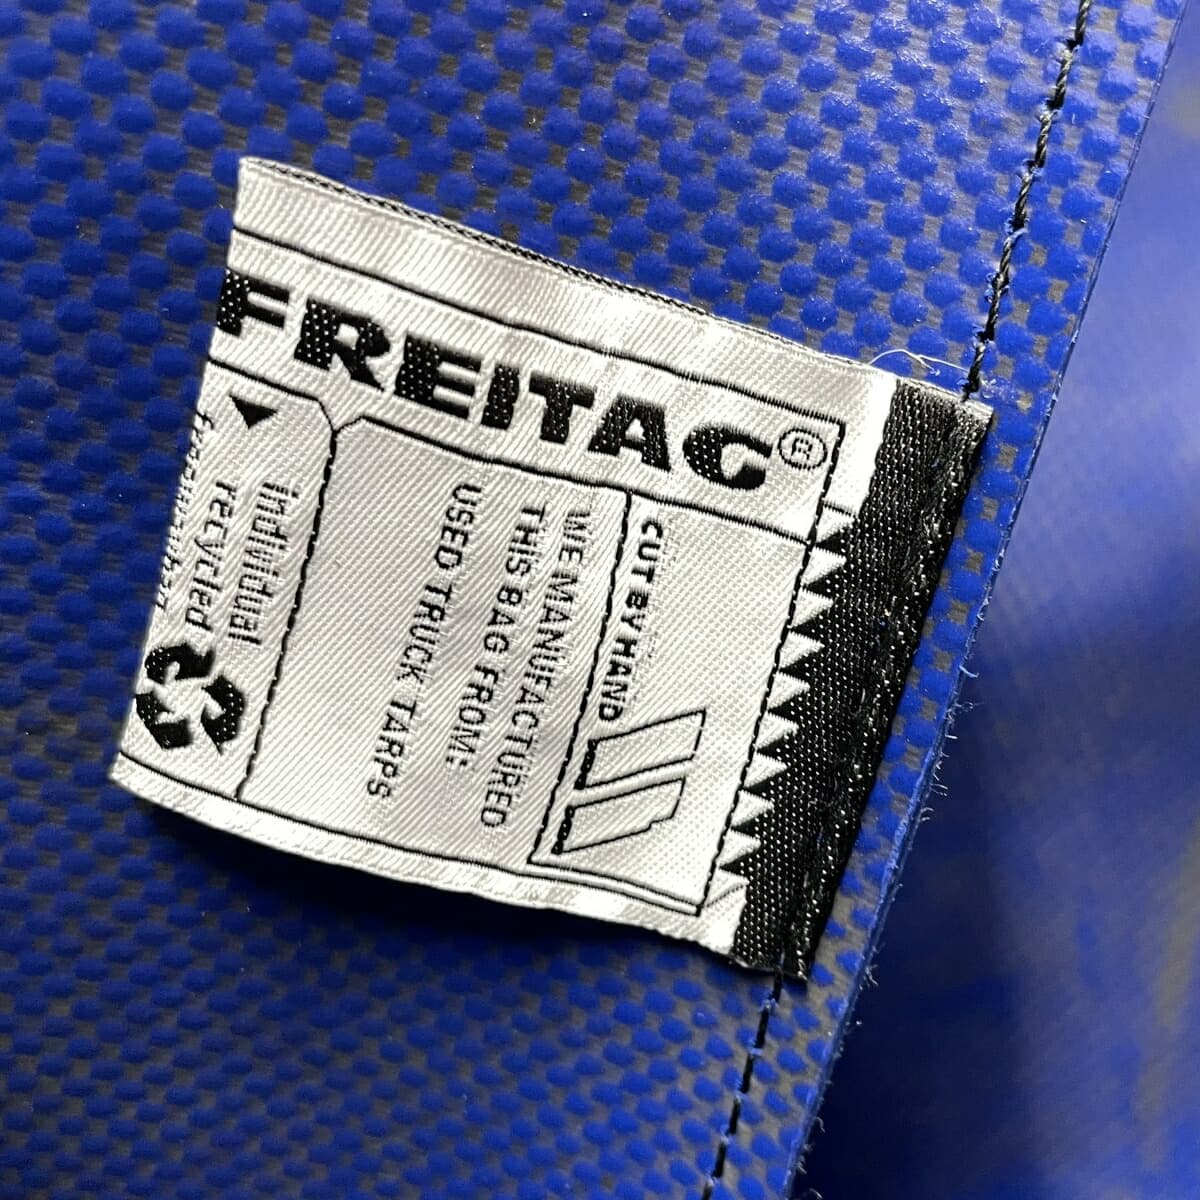 FREITAG®
CUT BY HAND
WE MANUFACTURED
THIS BAG FROM:
USED TRUCK TARPS
Individual
recycled